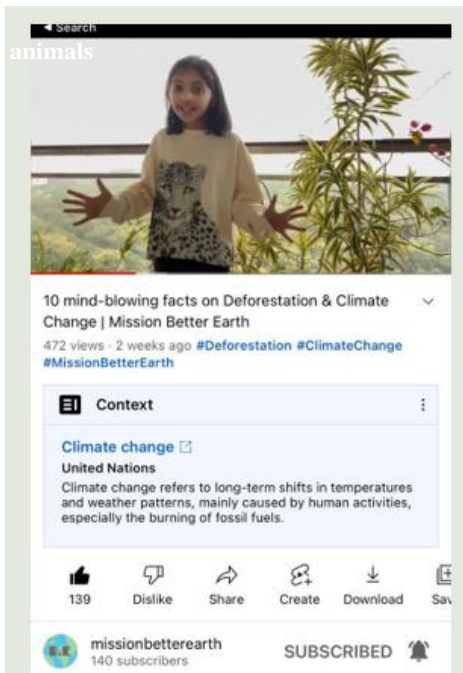 ◀ Search
animals
10 mind-blowing facts on Deforestation & Climate
Change | Mission Better Earth
472 views · 2 weeks ago #Deforestation #ClimateChange
#MissionBetterEarth
Context
Climate change
United Nations
Climate change refers to long-term shifts in temperatures
and weather patterns, mainly caused by human activities,
especially the burning of fossil fuels.
139 Dislike Share Create Download Sav
missionbetterearth
140 subscribers
SUBSCRIBED